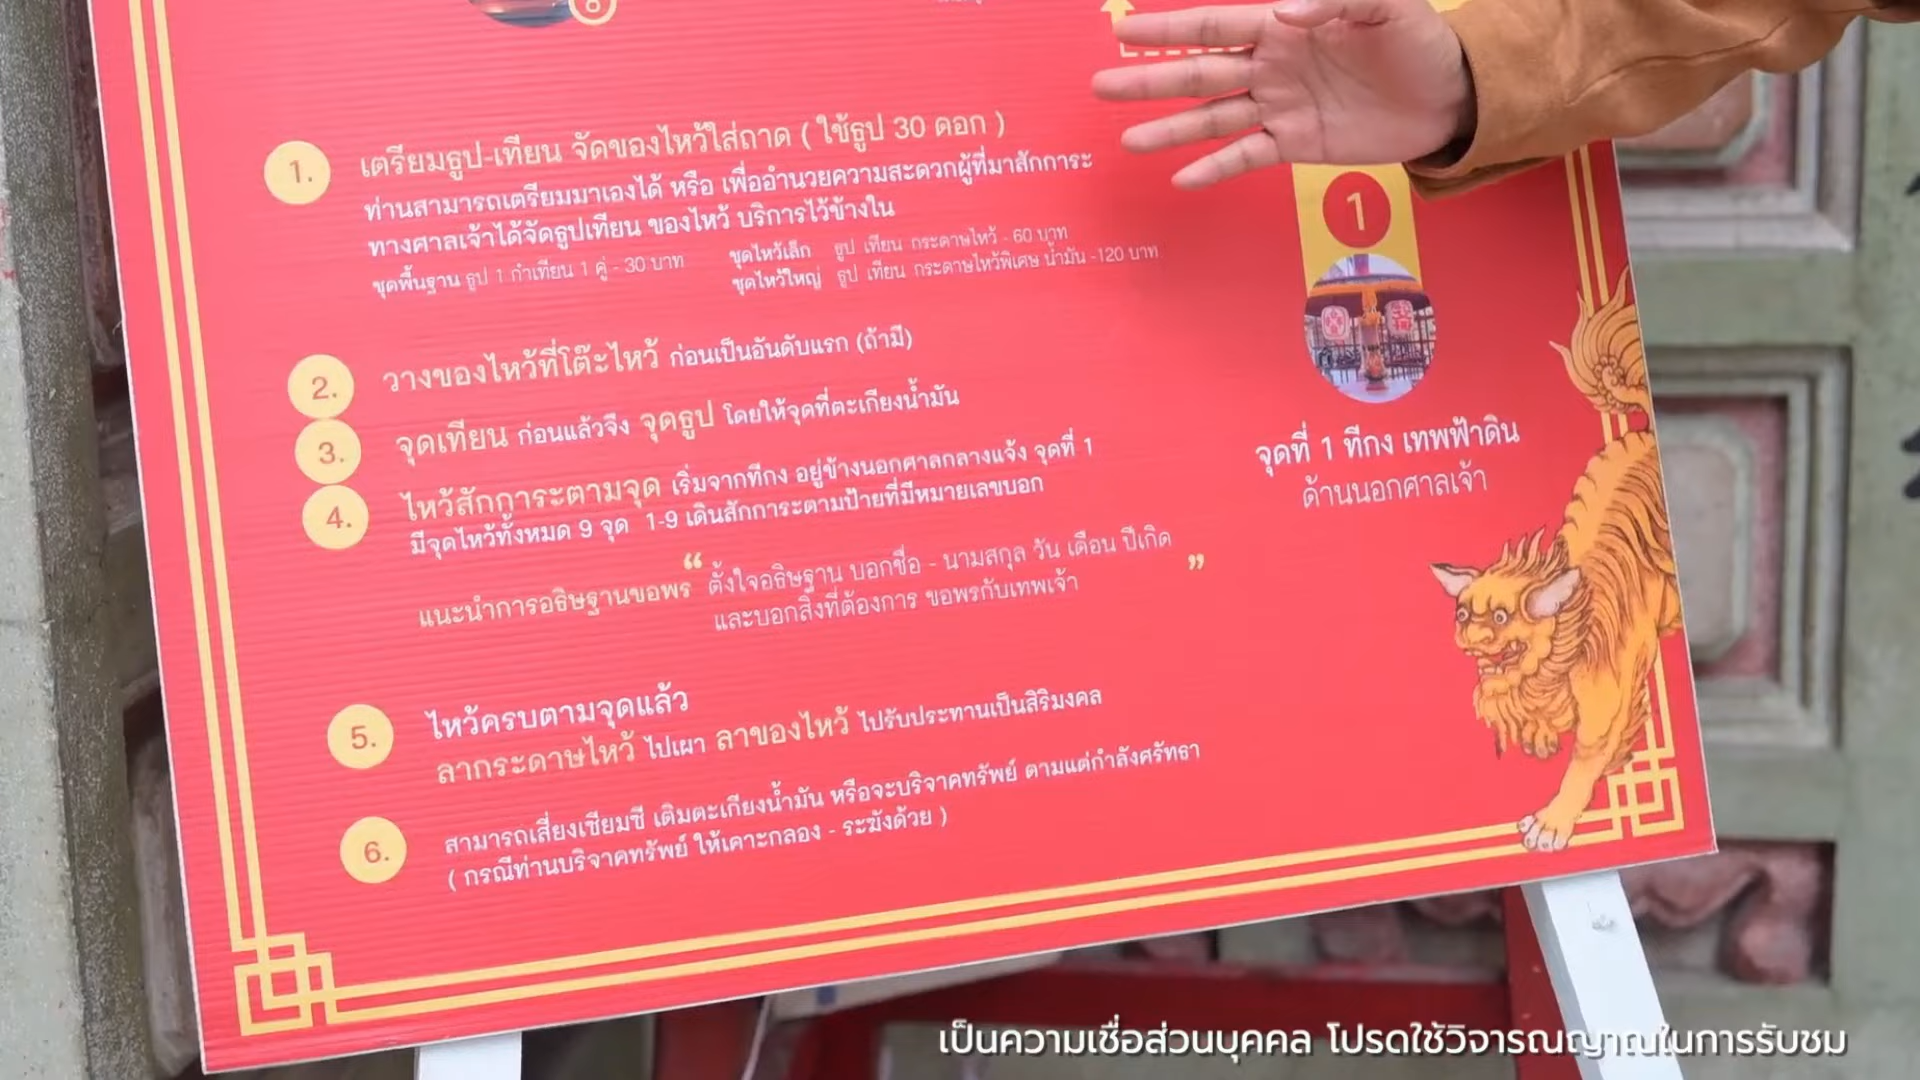 1. เตรียมธูป-เทียน จัดของไหว้ใส่ถาด ( ใช้ธูป 30 ดอก )
ท่านสามารถเตรียมมาเองได้ หรือ เพื่ออำนวยความสะดวกผู้ที่มาสักการะ
ทางศาลเจ้าได้จัดธูปเทียน ของไหว้ บริการไว้ข้างใน
ชุดพื้นฐาน ธูป 1 กำเทียน 1 คู่ - 30 บาท
ชุดไหว้เล็ก ธูป เทียน กระดาษไหว้ - 60 บาท
ชุดไหว้ใหญ่ ธูป เทียน กระดาษไหว้พิเศษ น้ำมัน -120 บาท
2. วางของไหว้ที่โต๊ะไหว้ ก่อนเป็นอันดับแรก (ถ้ามี)
3. จุดเทียน ก่อนแล้วจึง จุดธูป โดยให้จุดที่ตะเกียงน้ำมัน
4. ไหว้สักการะตามจุด เริ่มจากทีกง อยู่ข้างนอกศาลกลางแจ้ง จุดที่ 1
มีจุดไหว้ทั้งหมด 9 จุด 1-9 เดินสักการะตามป้ายที่มีหมายเลขบอก
แนะนำการอธิษฐานขอพร “ ตั้งใจอธิษฐาน บอกชื่อ - นามสกุล วัน เดือน ปีเกิด
และบอกสิ่งที่ต้องการ ขอพรกับเทพเจ้า ”
5. ไหว้ครบตามจุดแล้ว
ลากระดาษไหว้ ไปเผา ลาของไหว้ ไปรับประทานเป็นสิริมงคล
6. สามารถเสี่ยงเซียมซี เติมตะเกียงน้ำมัน หรือจะบริจาคทรัพย์ ตามแต่กำลังศรัทธา
( กรณีท่านบริจาคทรัพย์ ให้เคาะกลอง - ระฆังด้วย )
1
จุดที่ 1 ทีกง เทพฟ้าดิน
ด้านนอกศาลเจ้า
เป็นความเชื่อส่วนบุคคล โปรดใช้วิจารณญาณในการรับชม